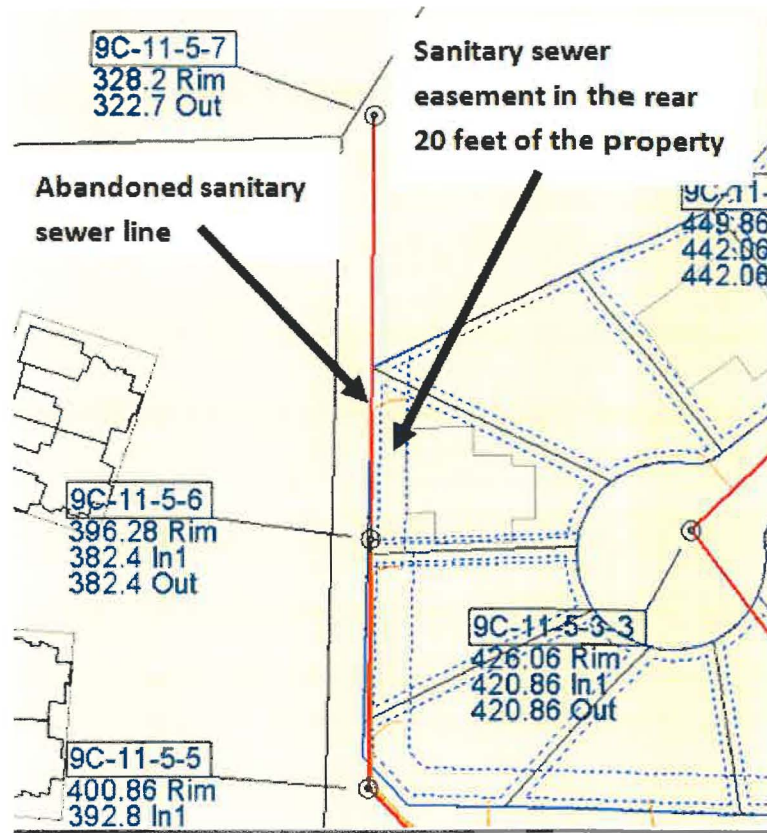 9C-11-5-7
328.2 Rim
322.7 Out
Sanitary sewer
easement in the rear
20 feet of the property
Abandoned sanitary
sewer line
9C-11-
449.86
442.06
442.06
9C-11-5-6
396.28 Rim
382.4 In1
382.4 Out
9C-11-5-3-3
426.06 Rim
420.86 In1
420.86 Out
9C-11-5-5
400.86 Rim
392.8 In1